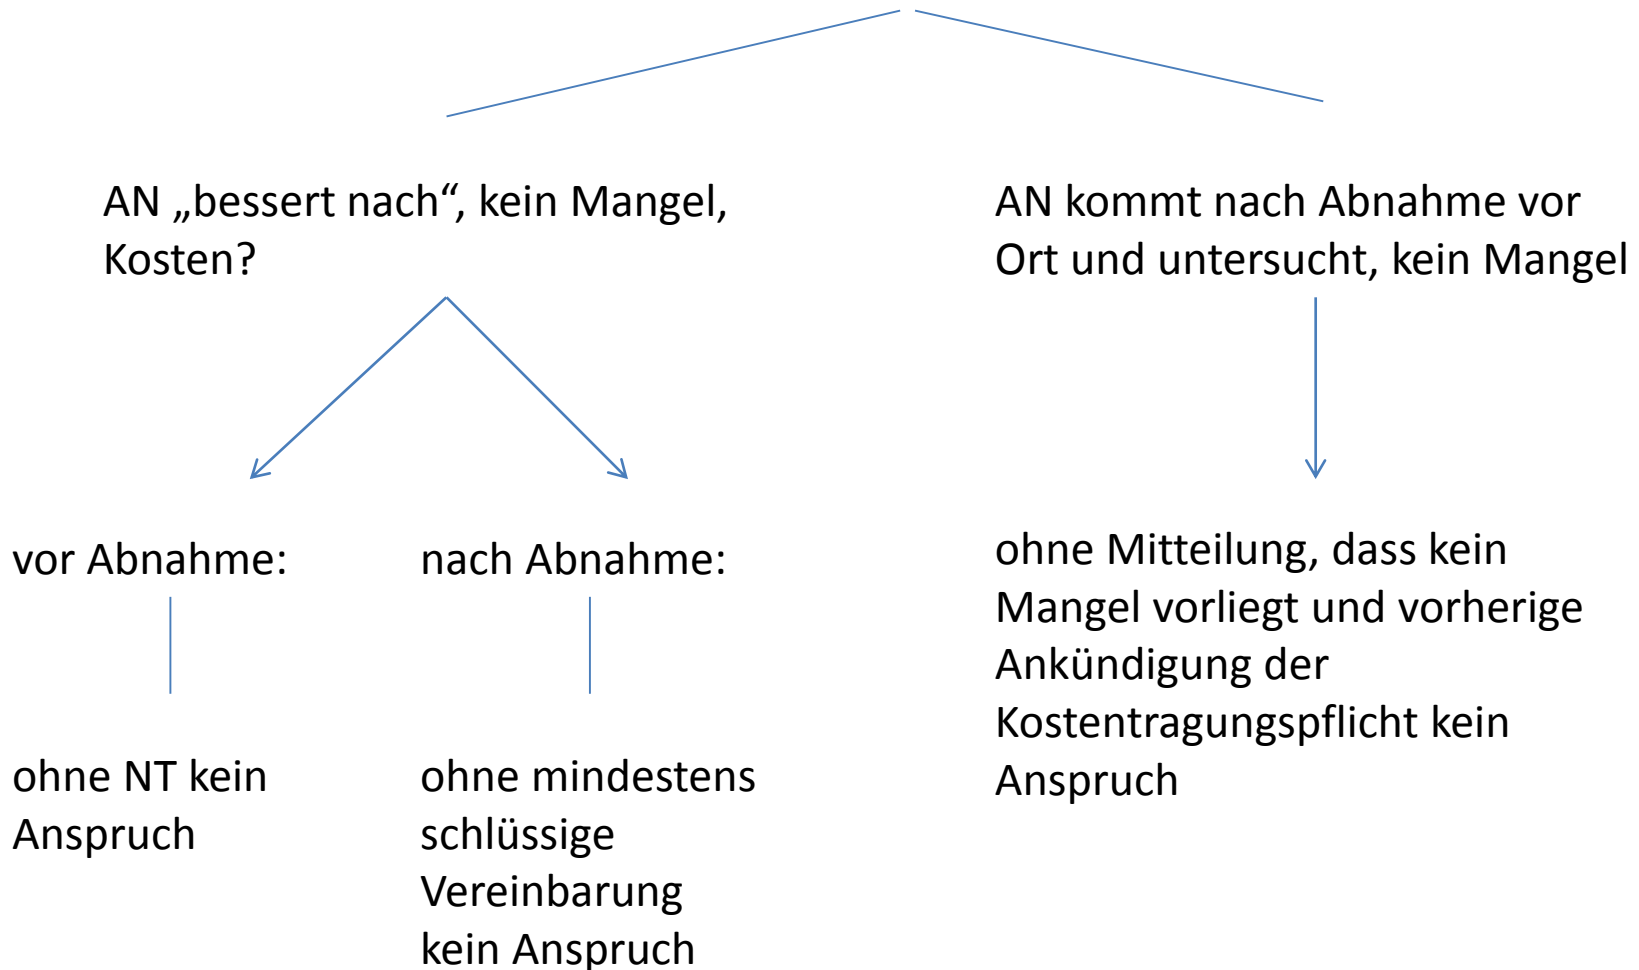 AN „bessert nach“, kein Mangel,
Kosten?
AN kommt nach Abnahme vor
Ort und untersucht, kein Mangel
vor Abnahme:
nach Abnahme:
ohne Mitteilung, dass kein
Mangel vorliegt und vorherige
Ankündigung der
Kostentragungspflicht kein
Anspruch
ohne NT kein
Anspruch
ohne mindestens
schlüssige
Vereinbarung
kein Anspruch